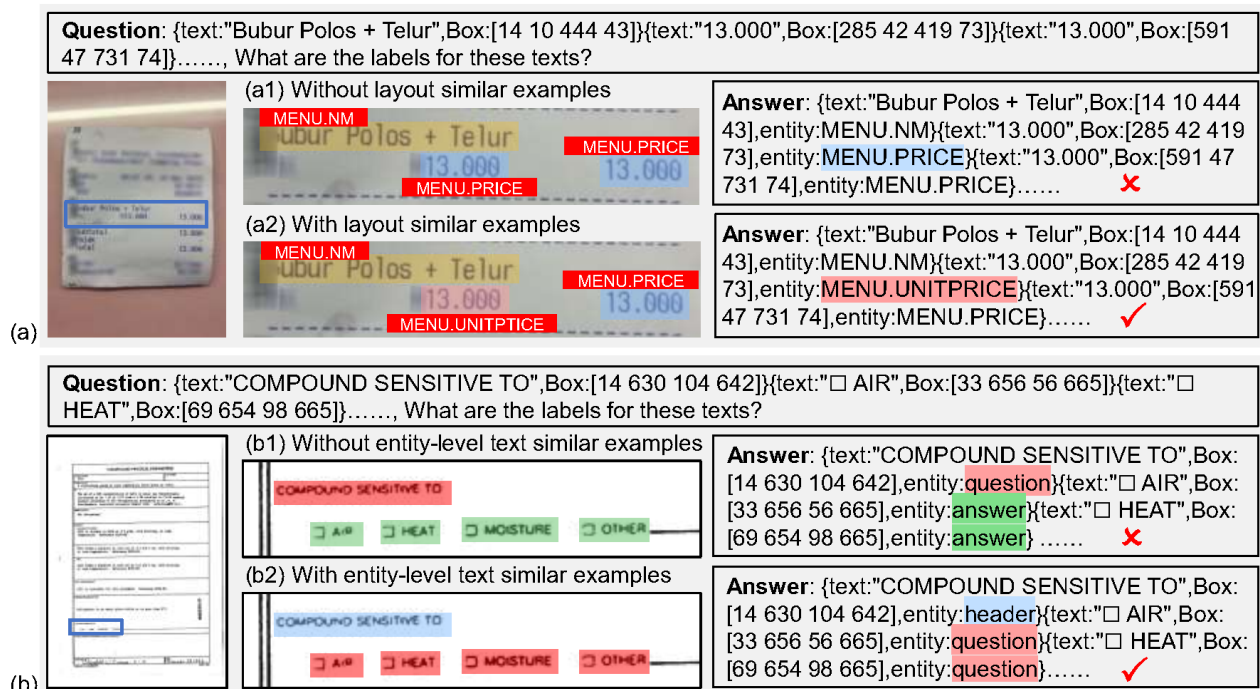 Question: {text:"Bubur Polos + Telur",Box:[14 10 444 43]}{text:"13.000",Box:[285 42 419 73]}{text:"13.000",Box:[591
47 731 74]}……, What are the labels for these texts?
(a1) Without layout similar examples
MENU.NM
ubur Polos + Telur
MENU.PRICE
13.000
13.000
MENU.PRICE
Answer: {text:"Bubur Polos + Telur",Box:[14 10 444
43],entity:MENU.NM}{text:"13.000",Box:[285 42 419
73],entity:MENU.PRICE}{text:"13.000",Box:[591 47
731 74],entity:MENU.PRICE}…… ✘
(a2) With layout similar examples
MENU.NM
ubur Polos + Telur
MENU.PRICE
13.000
13.000
MENU.UNITPTICE
Answer: {text:"Bubur Polos + Telur",Box:[14 10 444
43],entity:MENU.NM}{text:"13.000",Box:[285 42 419
73],entity:MENU.UNITPRICE}{text:"13.000",Box:[591
47 731 74],entity:MENU.PRICE}…… ✓
(a)
Question: {text:"COMPOUND SENSITIVE TO",Box:[14 630 104 642]}{text:"☐ AIR",Box:[33 656 56 665]}{text:"☐
HEAT",Box:[69 654 98 665]}……, What are the labels for these texts?
(b1) Without entity-level text similar examples
COMPOUND SENSITIVE TO
☐ AIR ☐ HEAT ☐ MOISTURE ☐ OTHER
Answer: {text:"COMPOUND SENSITIVE TO",Box:
[14 630 104 642],entity:question}{text:"☐ AIR",Box:
[33 656 56 665],entity:answer}{text:"☐ HEAT",Box:
[69 654 98 665],entity:answer} …… ✘
(b2) With entity-level text similar examples
COMPOUND SENSITIVE TO
☐ AIR ☐ HEAT ☐ MOISTURE ☐ OTHER
Answer: {text:"COMPOUND SENSITIVE TO",Box:
[14 630 104 642],entity:header}{text:"☐ AIR",Box:
[33 656 56 665],entity:question}{text:"☐ HEAT",Box:
[69 654 98 665],entity:question}…… ✓
(b)